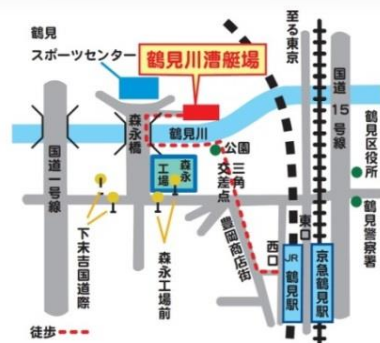 鶴見
スポーツセンター
鶴見川漕艇場
至る東京
国道15号線
森永橋
鶴見川
公園
三角
交差点
鶴見区役所
国道一号線
森永
工場
豊岡商店街
東口
西口
鶴見警察署
下末吉国道際
森永工場前
JR
鶴見駅
京急鶴見駅
徒歩